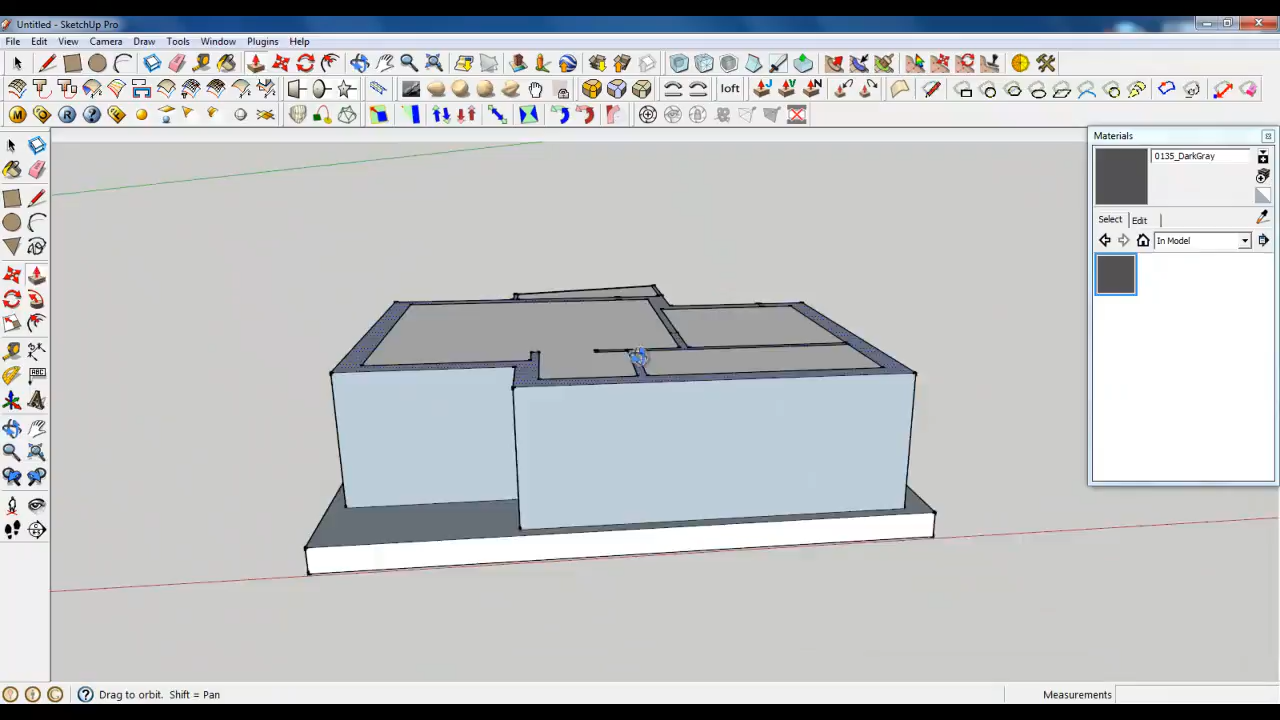 Untitled - SketchUp Pro
File Edit View Camera Draw Tools Window Plugins Help
loft
Materials
0135_DarkGray
Select Edit
In Model
Drag to orbit. Shift = Pan
Measurements